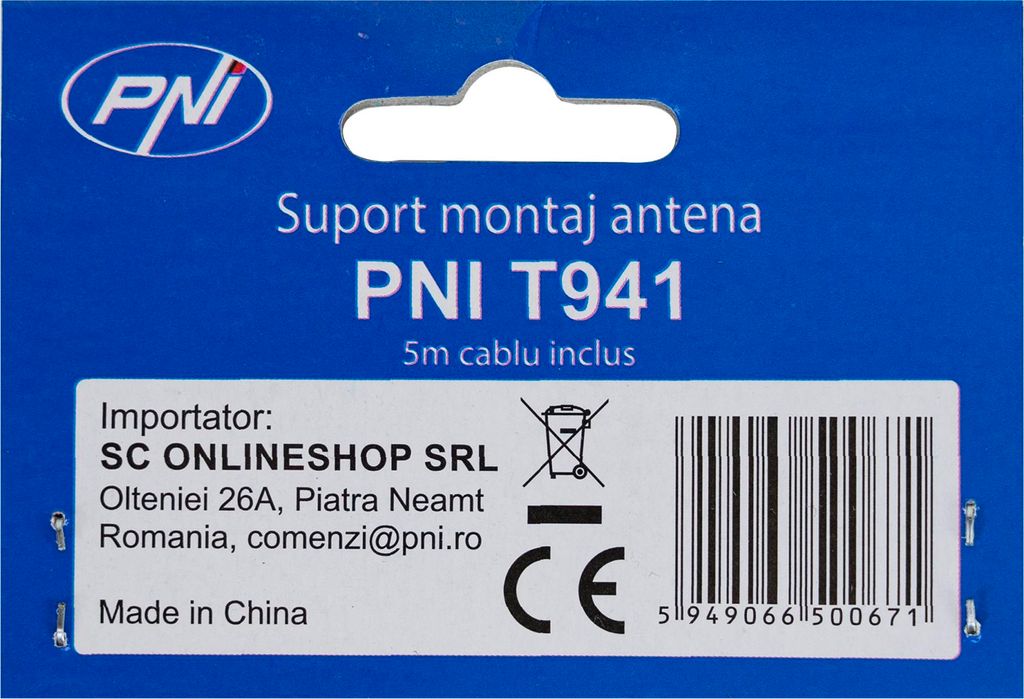 PNI
Suport montaj antena
PNI T941
5m cablu inclus
Importator:
SC ONLINESHOP SRL
Olteniei 26A, Piatra Neamt
Romania, comenzi@pni.ro
Made in China
CE
5 949066 500671